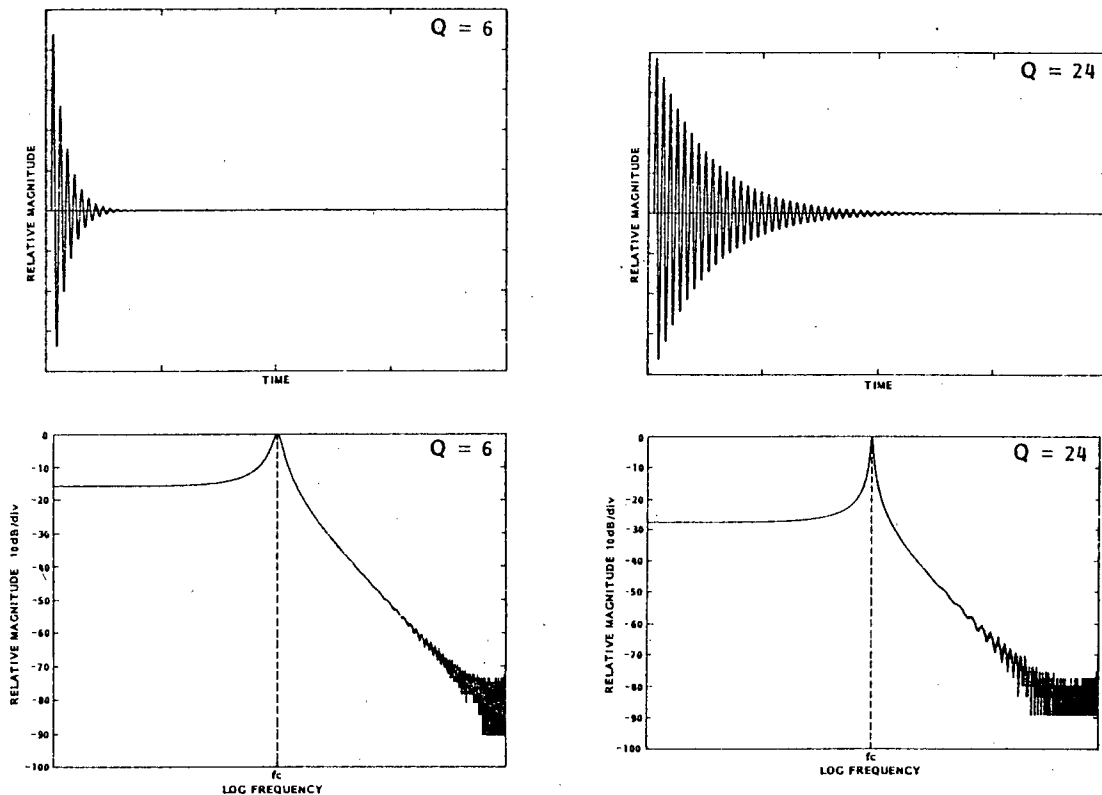 Q = 6
RELATIVE MAGNITUDE
TIME
Q = 24
RELATIVE MAGNITUDE
TIME
Q = 6
RELATIVE MAGNITUDE 10dB/div
0
-10
-20
-36
-40
-50
-60
-70
-80
-90
-100
fc
LOG FREQUENCY
Q = 24
RELATIVE MAGNITUDE 10dB/div
0
-10
-20
-30
-40
-50
-60
-70
-80
-90
-100
fc
LOG FREQUENCY